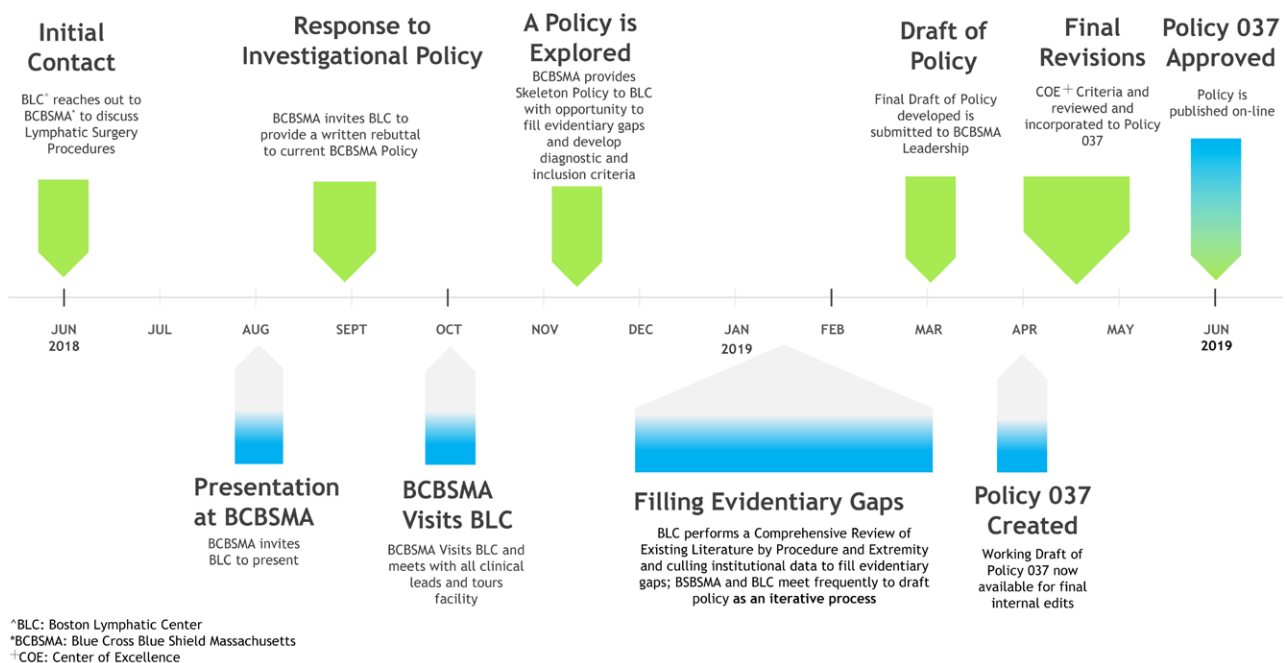 Initial
Contact
BLC^ reaches out to
BCBSMA* to discuss
Lymphatic Surgery
Procedures
Response to
Investigational Policy
BCBSMA invites BLC to
provide a written rebuttal
to current BCBSMA Policy
A Policy is
Explored
BCBSMA provides
Skeleton Policy to BLC
with opportunity to
fill evidentiary gaps
and develop
diagnostic and
inclusion criteria
Draft of
Policy
Final Draft of Policy
developed is
submitted to BCBSMA
Leadership
Final
Revisions
COE+ Criteria and
reviewed and
incorporated to Policy
037
Policy 037
Approved
Policy is
published on-line
JUN
2018
JUL
AUG
SEPT
OCT
NOV
DEC
JAN
2019
FEB
MAR
APR
MAY
JUN
2019
Presentation
at BCBSMA
BCBSMA invites
BLC to present
BCBSMA
Visits BLC
BCBSMA Visits BLC and
meets with all clinical
leads and tours
facility
Filling Evidentiary Gaps
BLC performs a Comprehensive Review of
Existing Literature by Procedure and Extremity
and culling institutional data to fill evidentiary
gaps; BSBSMA and BLC meet frequently to draft
policy as an iterative process
Policy 037
Created
Working Draft of
Policy 037 now
available for final
internal edits
^BLC: Boston Lymphatic Center
*BCBSMA: Blue Cross Blue Shield Massachusetts
+COE: Center of Excellence